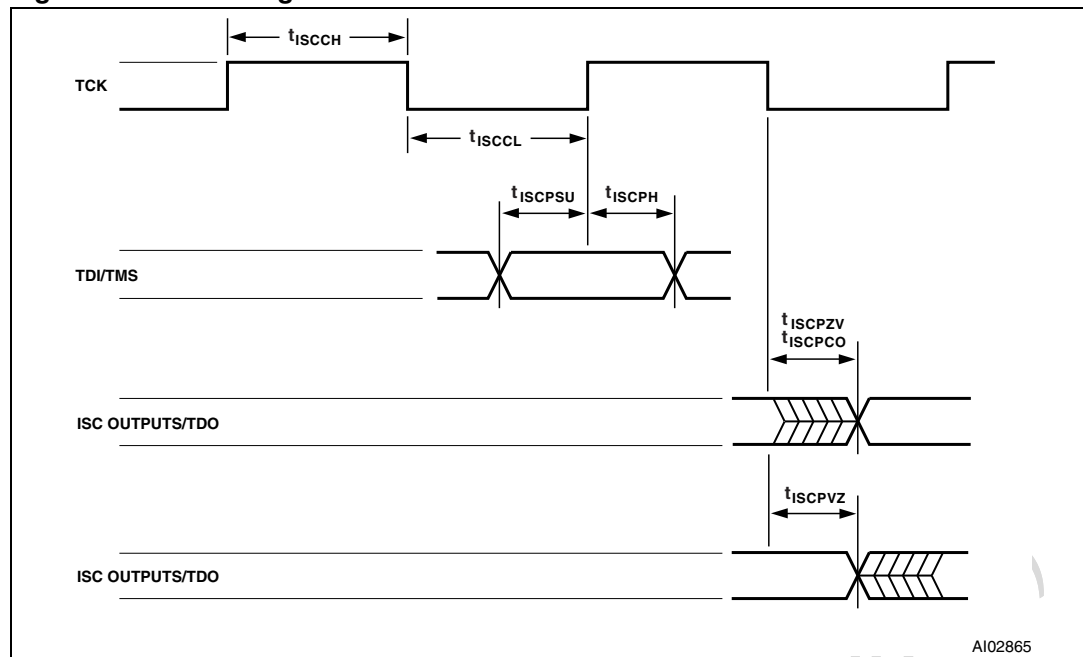 tISCCH
TCK
tISCCL
tISCPSU
tISCPH
TDI/TMS
tISCPZV
tISCPCO
ISC OUTPUTS/TDO
tISCPVZ
ISC OUTPUTS/TDO
AI02865